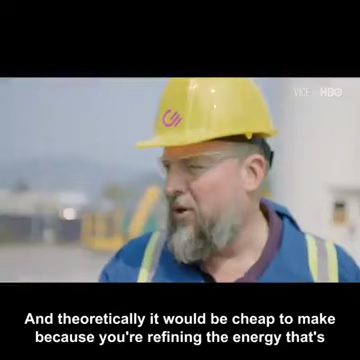 VICE HBO
And theoretically it would be cheap to make
because you're refining the energy that's